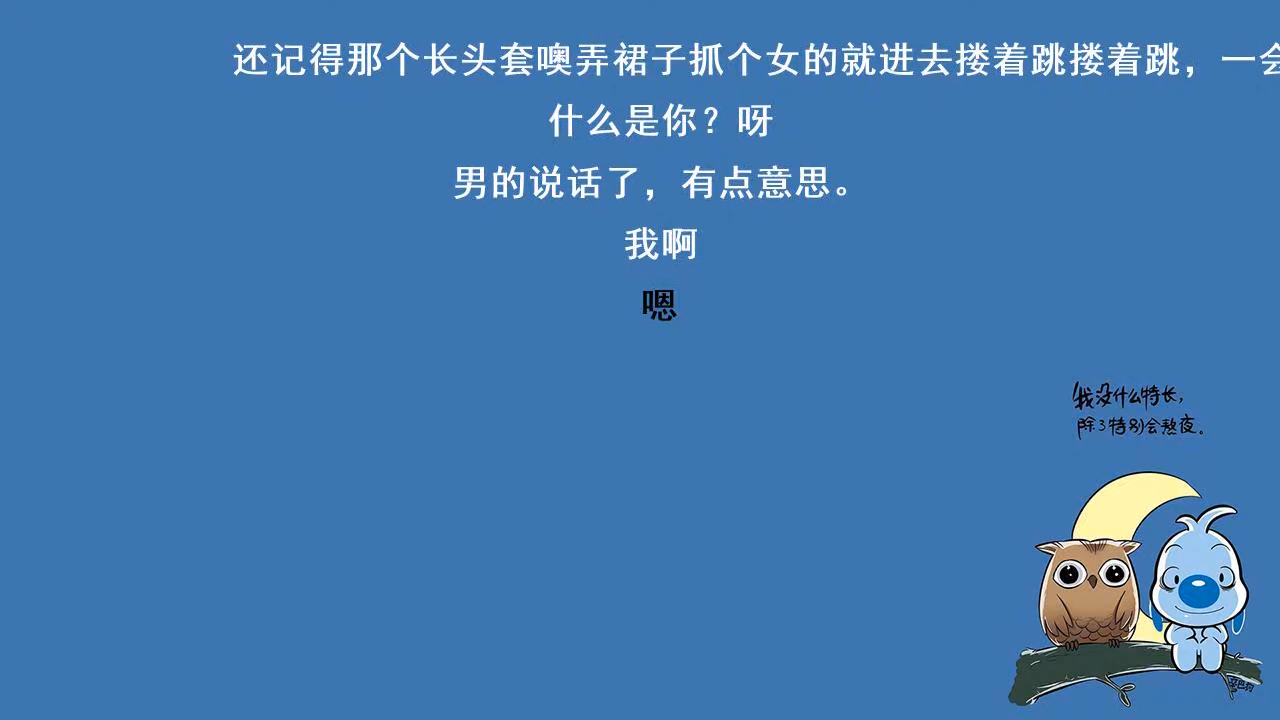 还记得那个长头套噢弄裙子抓个女的就进去搂着跳搂着跳，一会
什么是你？呀
男的说话了，有点意思。
我啊
嗯
我没什么特长，
除了特别会熬夜。